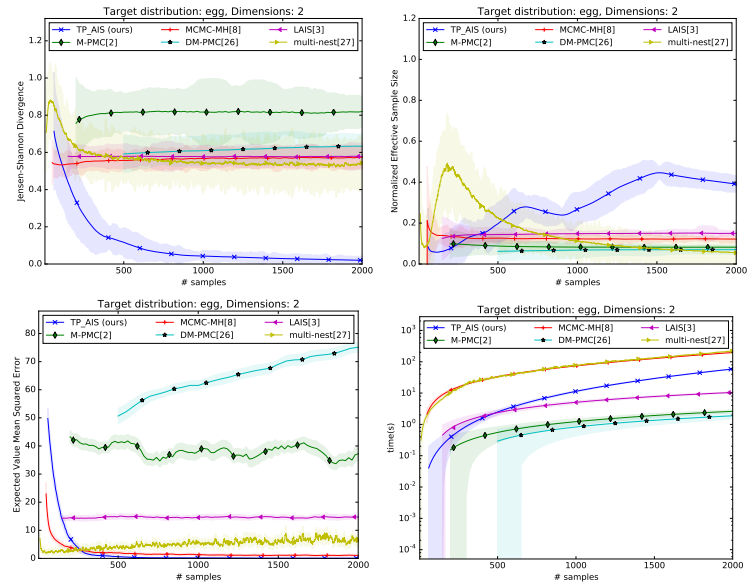 Target distribution: egg, Dimensions: 2
TP_AIS (ours)
M-PMC[2]
MCMC-MH[8]
DM-PMC[26]
LAIS[3]
multi-nest[27]
Jensen-Shannon Divergence
1.2
1.0
0.8
0.6
0.4
0.2
0.0
500
1000
1500
2000
# samples
Target distribution: egg, Dimensions: 2
TP_AIS (ours)
M-PMC[2]
MCMC-MH[8]
DM-PMC[26]
LAIS[3]
multi-nest[27]
Normalized Effective Sample Size
1.2
1.0
0.8
0.6
0.4
0.2
0.0
500
1000
1500
2000
# samples
Target distribution: egg, Dimensions: 2
TP_AIS (ours)
M-PMC[2]
MCMC-MH[8]
DM-PMC[26]
LAIS[3]
multi-nest[27]
Expected Value Mean Squared Error
80
70
60
50
40
30
20
10
0
500
1000
1500
2000
# samples
Target distribution: egg, Dimensions: 2
TP_AIS (ours)
M-PMC[2]
MCMC-MH[8]
DM-PMC[26]
LAIS[3]
multi-nest[27]
time(s)
10³
10²
10¹
10⁰
10⁻¹
10⁻²
10⁻³
10⁻⁴
0
500
1000
1500
2000
# samples